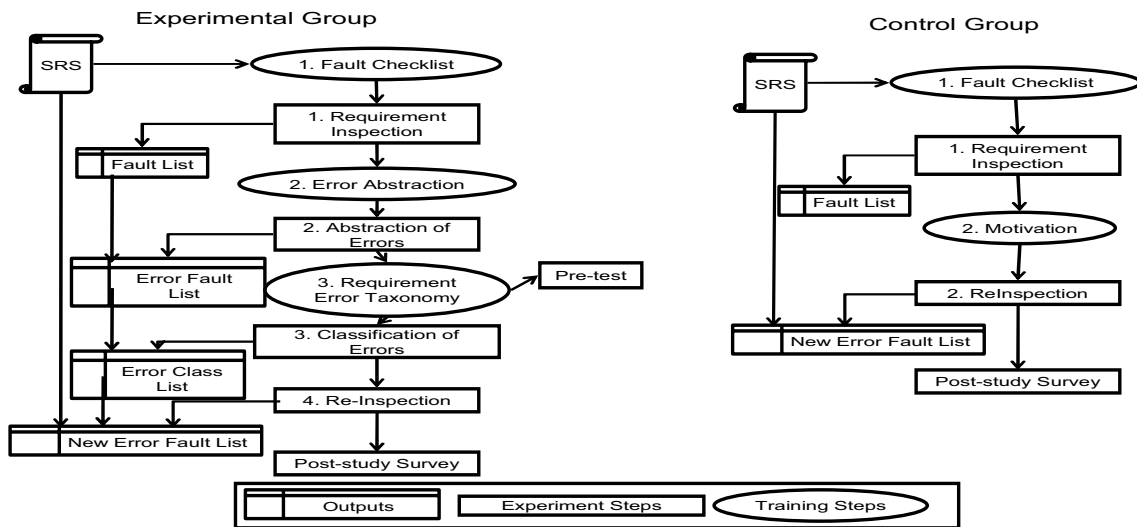 Experimental Group
SRS
1. Fault Checklist
1. Requirement
Inspection
Fault List
2. Error Abstraction
2. Abstraction of
Errors
Error Fault
List
3. Requirement
Error Taxonomy
Pre-test
3. Classification of
Errors
Error Class
List
4. Re-Inspection
New Error Fault List
Post-study Survey
Control Group
SRS
1. Fault Checklist
1. Requirement
Inspection
Fault List
2. Motivation
2. ReInspection
New Error Fault List
Post-study Survey
Outputs
Experiment Steps
Training Steps